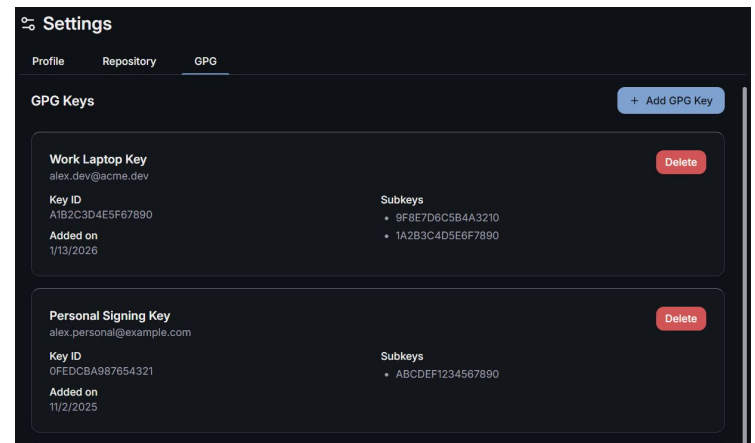 Settings
Profile Repository GPG
GPG Keys
+ Add GPG Key
Work Laptop Key
alex.dev@acme.dev
Delete
Key ID
A1B2C3D4E5F67890
Added on
1/13/2026
Subkeys
• 9F8E7D6C5B4A3210
• 1A2B3C4D5E6F7890
Personal Signing Key
alex.personal@example.com
Delete
Key ID
0FEDCBA987654321
Added on
11/2/2025
Subkeys
• ABCDEF1234567890